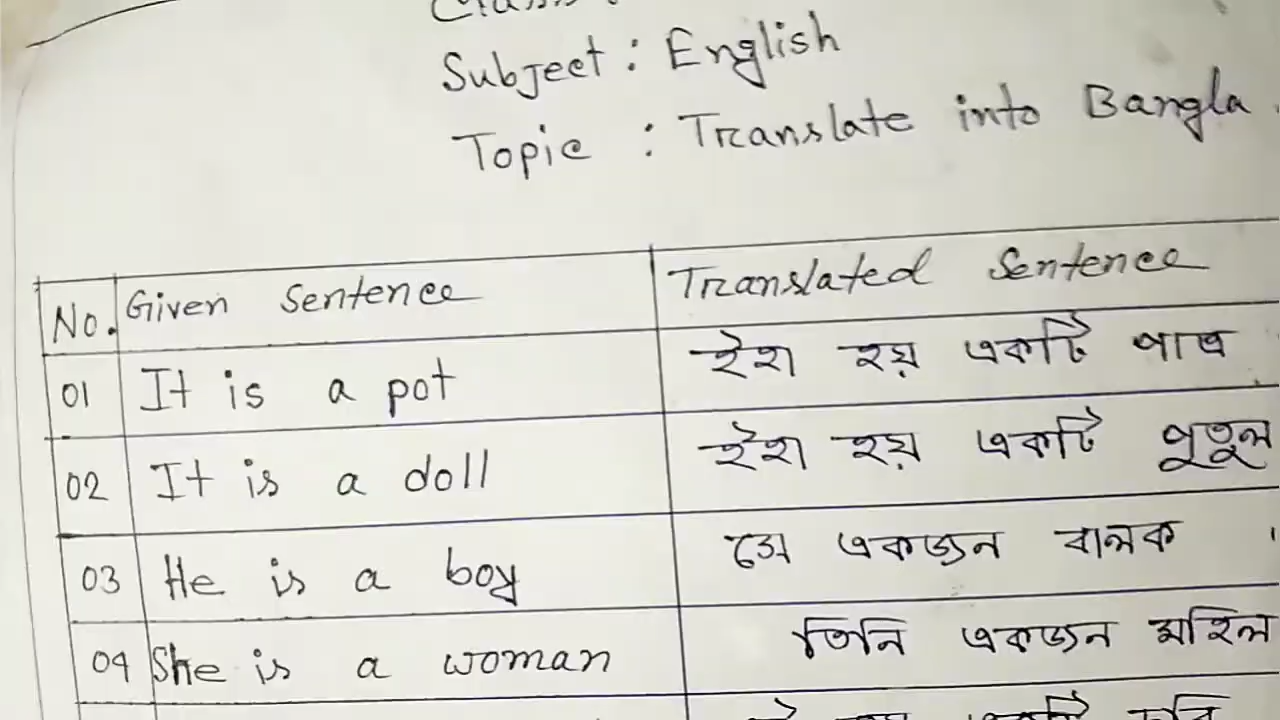 Subject : English
Topic : Translate into Bangla
No. Given Sentence Translated Sentence
01 It is a pot ইহা হয় একটি পাত্র
02 It is a doll ইহা হয় একটি পুতুল
03 He is a boy সে একজন বালক ।
04 She is a woman তিনি একজন মহিল